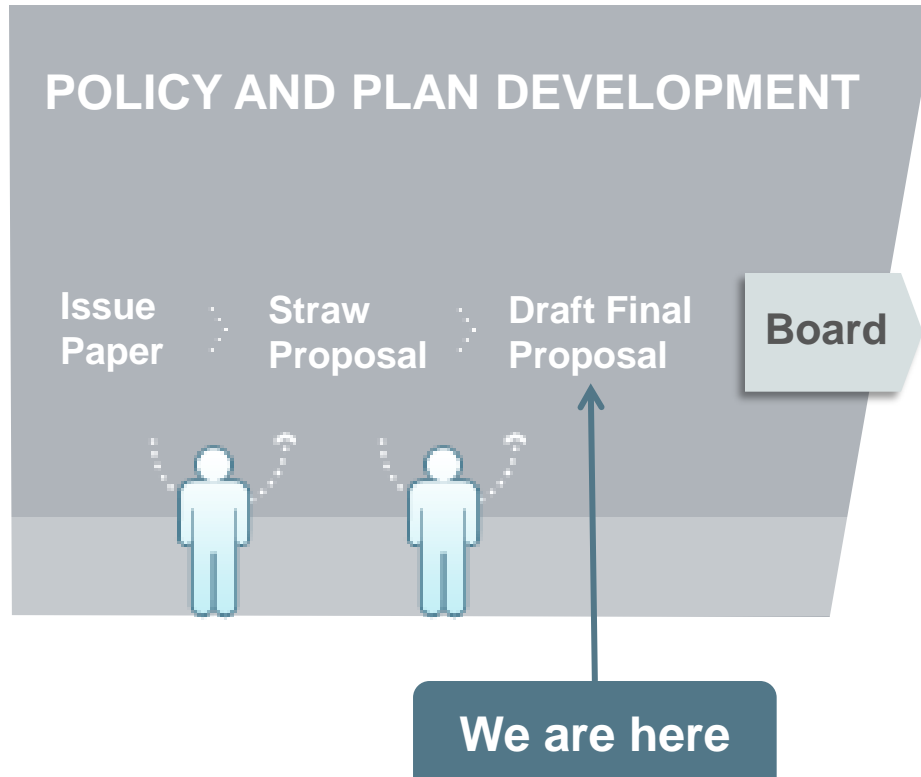 POLICY AND PLAN DEVELOPMENT
Issue
Paper
Straw
Proposal
Draft Final
Proposal
Board
We are here